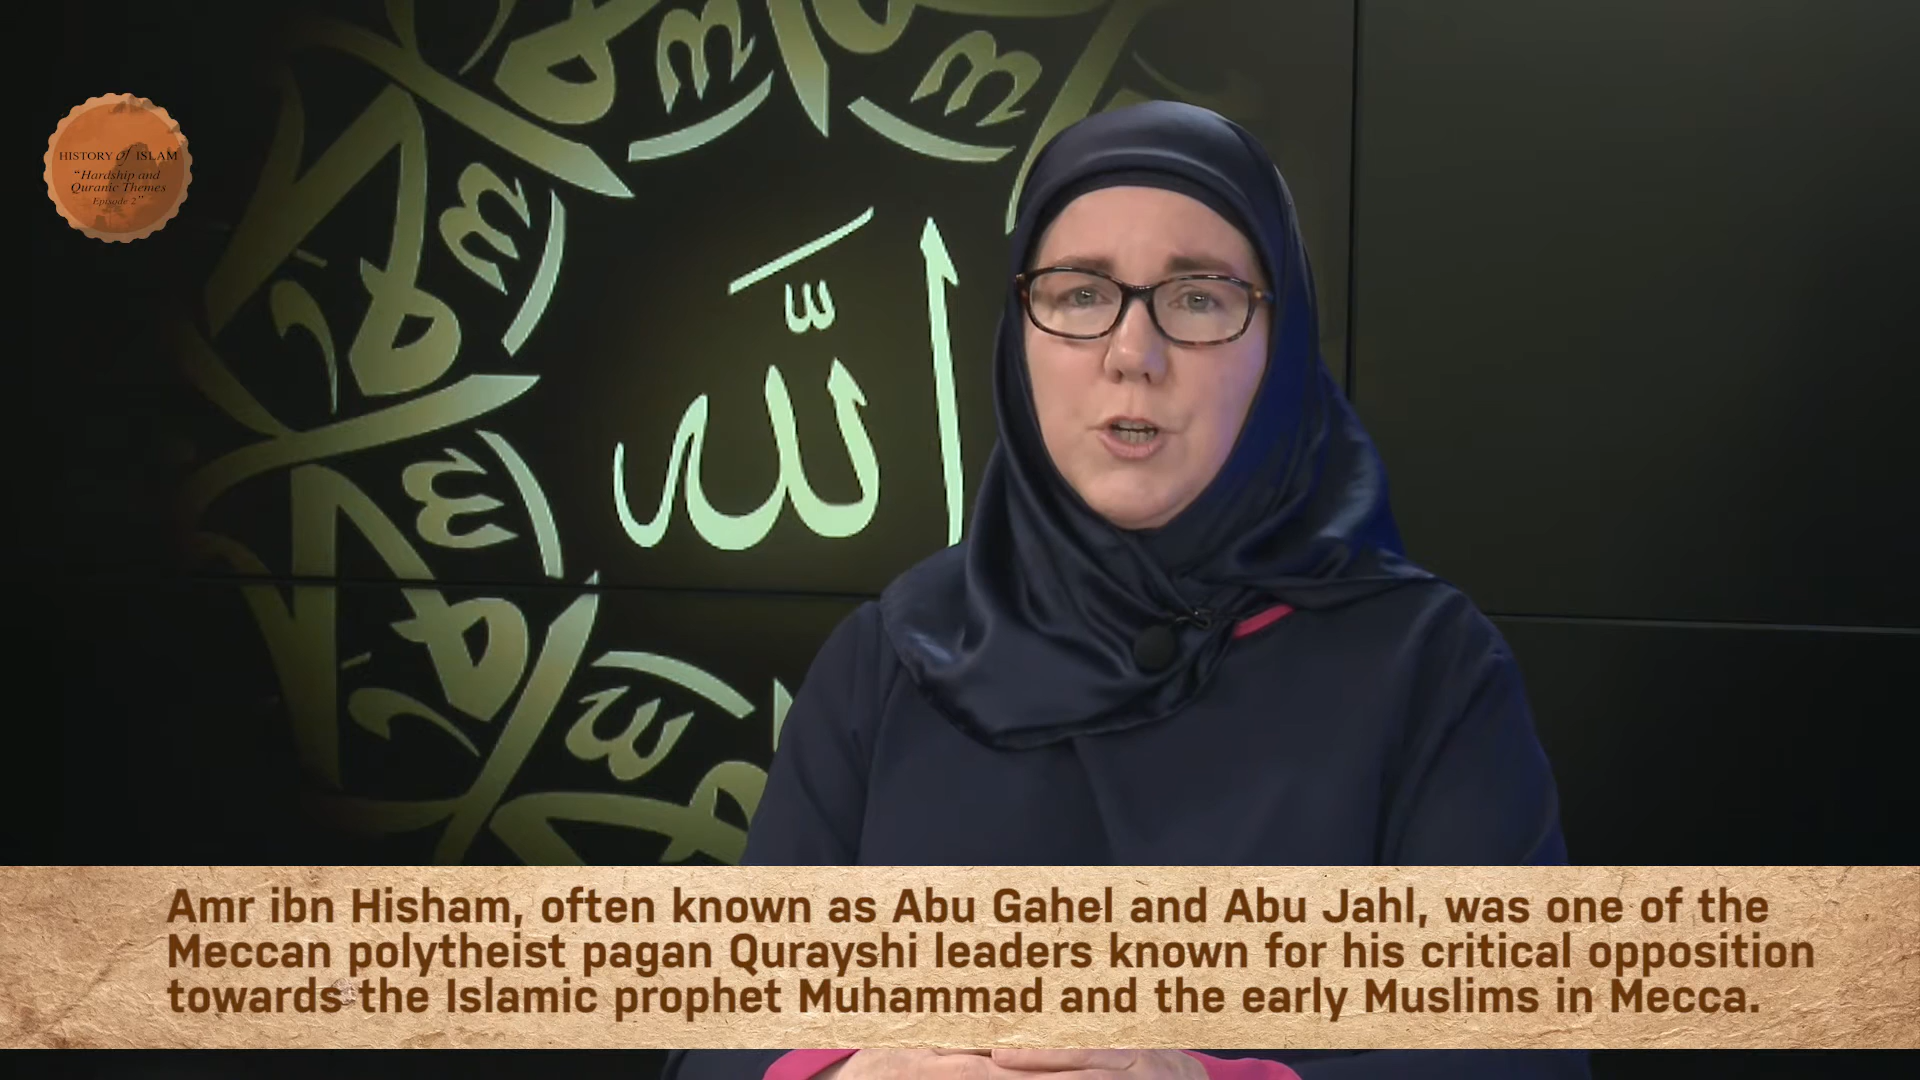 HISTORY of ISLAM
“Hardship and
Quranic Themes
Episode 2”
الله
Amr ibn Hisham, often known as Abu Gahel and Abu Jahl, was one of the
Meccan polytheist pagan Qurayshi leaders known for his critical opposition
towards the Islamic prophet Muhammad and the early Muslims in Mecca.